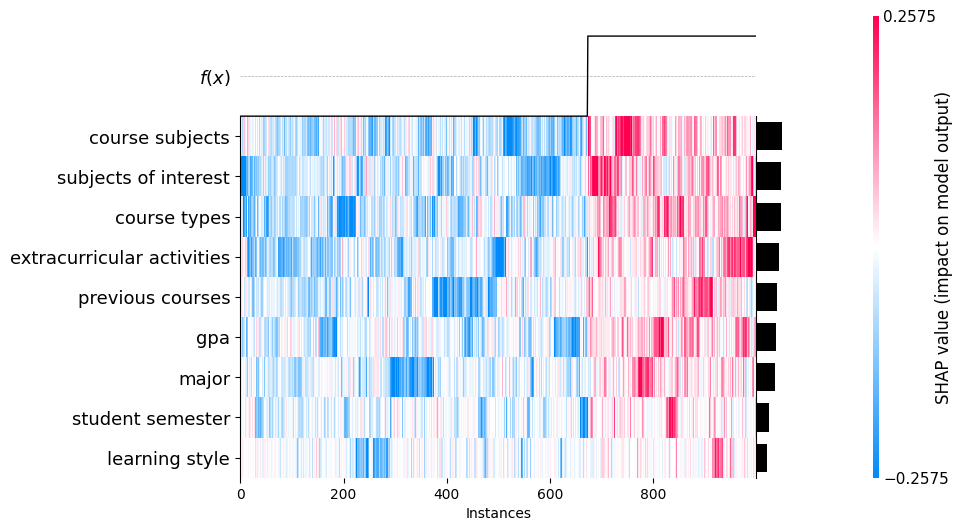 0.2575
f(x)
course subjects
subjects of interest
course types
extracurricular activities
previous courses
gpa
major
student semester
learning style
SHAP value (impact on model output)
−0.2575
0 200 400 600 800
Instances